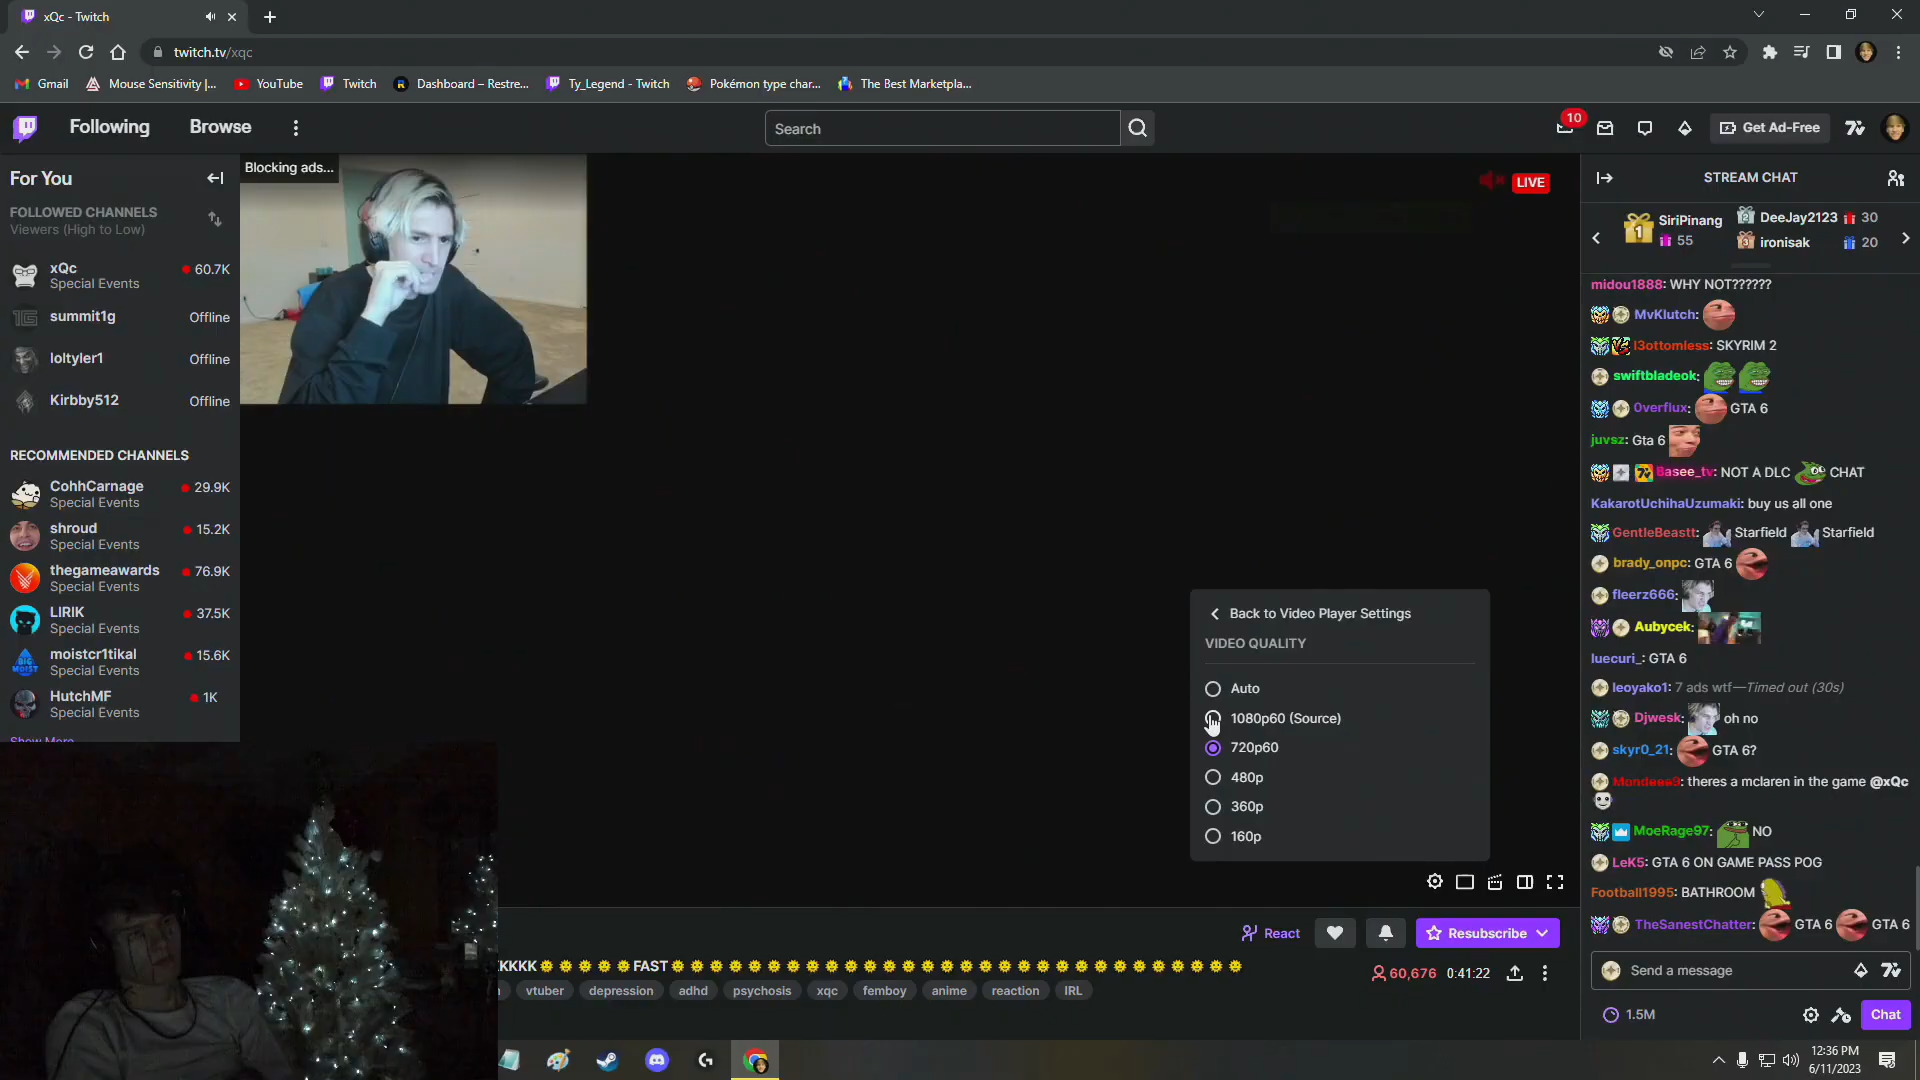 xQc - Twitch
twitch.tv/xqc
Gmail
Mouse Sensitivity |...
YouTube
Twitch
Dashboard – Restre...
Ty_Legend - Twitch
Pokémon type char...
The Best Marketpla...
Following
Browse
Search
10
Get Ad-Free
For You
FOLLOWED CHANNELS
Viewers (High to Low)
xQc 60.7K
Special Events
summit1g Offline
loltyler1 Offline
Kirbby512 Offline
RECOMMENDED CHANNELS
CohhCarnage 29.9K
Special Events
shroud 15.2K
Special Events
thegameawards 76.9K
Special Events
LIRIK 37.5K
Special Events
moistcr1tikal 15.6K
Special Events
HutchMF 1K
Special Events
Show More
Blocking ads...
LIVE
Back to Video Player Settings
VIDEO QUALITY
Auto
1080p60 (Source)
720p60
480p
360p
160p
React
Resubscribe
KKKK FAST
60,676 0:41:22
vtuber depression adhd psychosis xqc femboy anime reaction IRL
STREAM CHAT
1 SiriPinang 55
2 DeeJay2123 30
3 ironisak 20
midou1888: WHY NOT??????
MvKlutch:
l3ottomless: SKYRIM 2
swiftbladeok:
0verflux: GTA 6
juvsz: Gta 6
Basee_tv: NOT A DLC CHAT
KakarotUchihaUzumaki: buy us all one
GentleBeastt: Starfield Starfield
brady_onpc: GTA 6
fleerz666:
Aubycek:
luecuri_: GTA 6
leoyako1: 7 ads wtf—Timed out (30s)
Djwesk: oh no
skyr0_21: GTA 6?
Mondeee9: theres a mclaren in the game @xQc
MoeRage97: NO
LeK5: GTA 6 ON GAME PASS POG
Football1995: BATHROOM
TheSanestChatter: GTA 6 GTA 6
Send a message
1.5M
Chat
12:36 PM
6/11/2023